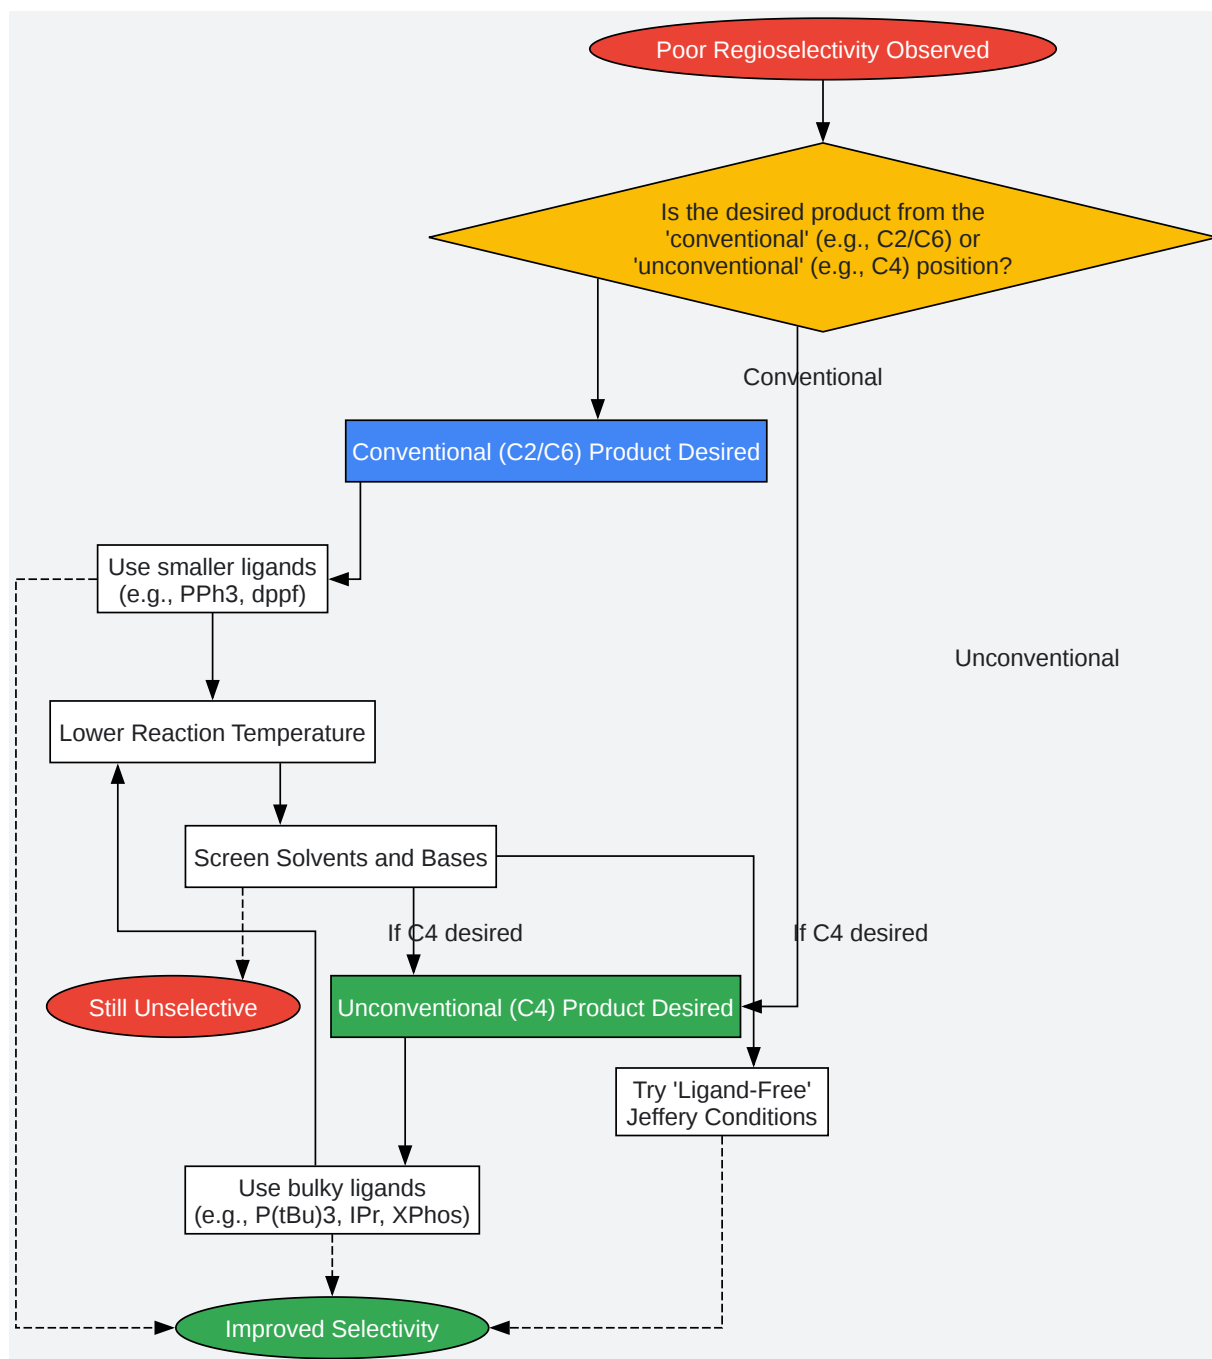 Poor Regioselectivity Observed
Is the desired product from the
'conventional' (e.g., C2/C6) or
'unconventional' (e.g., C4) position?
Conventional
Conventional (C2/C6) Product Desired
Use smaller ligands
(e.g., PPh3, dppf)
Unconventional
Lower Reaction Temperature
Screen Solvents and Bases
If C4 desired
If C4 desired
Still Unselective
Unconventional (C4) Product Desired
Try 'Ligand-Free'
Jeffery Conditions
Use bulky ligands
(e.g., P(tBu)3, IPr, XPhos)
Improved Selectivity